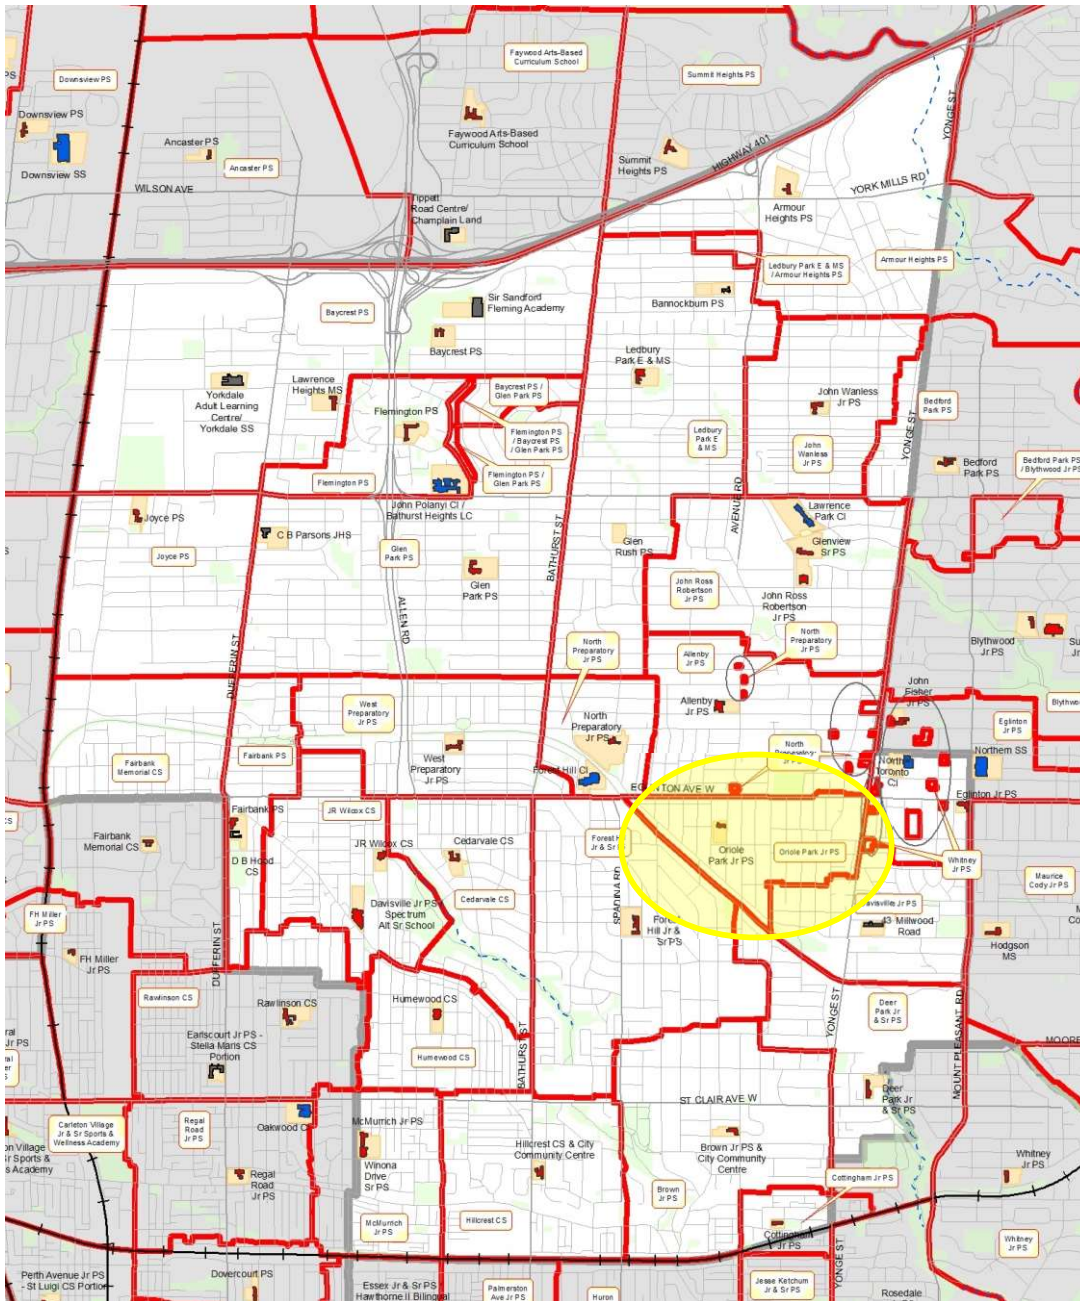 Faywood Arts-Based
Curriculum School
Summit Heights PS
Downsview PS
Downsview PS
Downsview SS
Ancaster PS
Ancaster PS
Faywood Arts-Based
Curriculum School
Summit
Heights PS
HIGHWAY 401
YONGE ST
YORK MILLS RD
WILSON AVE
Tippett
Road Centre/
Champlain Land
Armour
Heights PS
Armour Heights PS
Ledbury Park E & MS
/ Armour Heights PS
Bannockburn PS
Baycrest PS
Sir Sandford
Fleming Academy
Baycrest PS
Ledbury
Park E & MS
Yorkdale
Adult Learning
Centre/
Yorkdale SS
Lawrence
Heights MS
Flemington PS
Baycrest PS /
Glen Park PS
Flemington PS
/ Baycrest PS
/ Glen Park PS
Flemington PS /
Glen Park PS
Flemington PS
John Polanyi CI /
Bathurst Heights LC
Ledbury
Park E
& MS
John Wanless
Jr PS
John
Wanless
Jr PS
Bedford
Park PS
YONGE ST
Bedford
Park PS
Bedford Park PS
/ Blythwood Jr PS
AVENUE RD
Lawrence
Park CI
Glenview
Sr PS
Joyce PS
Joyce PS
C B Parsons JHS
Glen
Park PS
Glen
Park PS
BATHURST ST
Glen
Rush PS
John Ross
Robertson
Jr PS
John Ross
Robertson
Jr PS
ALLEN RD
DUFFERIN ST
North
Preparatory
Jr PS
Allenby
Jr PS
North
Preparatory
Jr PS
Blythwood
Jr PS
John
Fisher
Jr PS
Allenby
Jr PS
West
Preparatory
Jr PS
North
Preparatory
Jr PS
Forest Hill CI
West
Preparatory
Jr PS
Fairbank PS
Fairbank
Memorial CS
North
Preparatory
Jr PS
North
Toronto
CI
Eglinton
Jr PS
Northern SS
Eglinton Jr PS
EGLINTON AVE W
Fairbank PS
JR Wilcox CS
JR Wilcox CS
Cedarvale CS
Cedarvale CS
Fairbank
Memorial CS
D B Hood
CS
Oriole
Park Jr PS
Oriole Park Jr PS
SPADINA RD
Whitney
Jr PS
Maurice
Cody Jr PS
Davisville Jr PS
43 Millwood
Road
Hodgson
MS
FH Miller
Jr PS
FH Miller
Jr PS
Davisville Jr PS /
Spectrum
Alt Sr School
Forest
Hill Jr &
Sr PS
DUFFERIN ST
Rawlinson CS
Rawlinson CS
Humewood CS
Humewood CS
Earlscourt Jr PS -
Stella Maris CS
Portion
BATHURST ST
YONGE ST
Deer
Park Jr
& Sr PS
MOUNT PLEASANT RD
ST CLAIR AVE W
Deer
Park Jr
& Sr PS
Carleton Village
Jr & Sr Sports &
Wellness Academy
Regal
Road
Jr PS
McMurrich Jr PS
Winona
Drive
Sr PS
Regal
Road
Jr PS
Hillcrest CS & City
Community Centre
Brown Jr PS &
City Community
Centre
Brown
Jr PS
Cottingham Jr PS
Whitney
Jr PS
McMurrich
Jr PS
Hillcrest CS
Whitney
Jr PS
Perth Avenue Jr PS
- St Luigi CS Portion
Dovercourt PS
Essex Jr & Sr PS /
Hawthorne II Bilingual
Palmerston
Ave Jr PS
Huron
Jesse Ketchum
Jr & Sr PS
YONGE ST
Rosedale